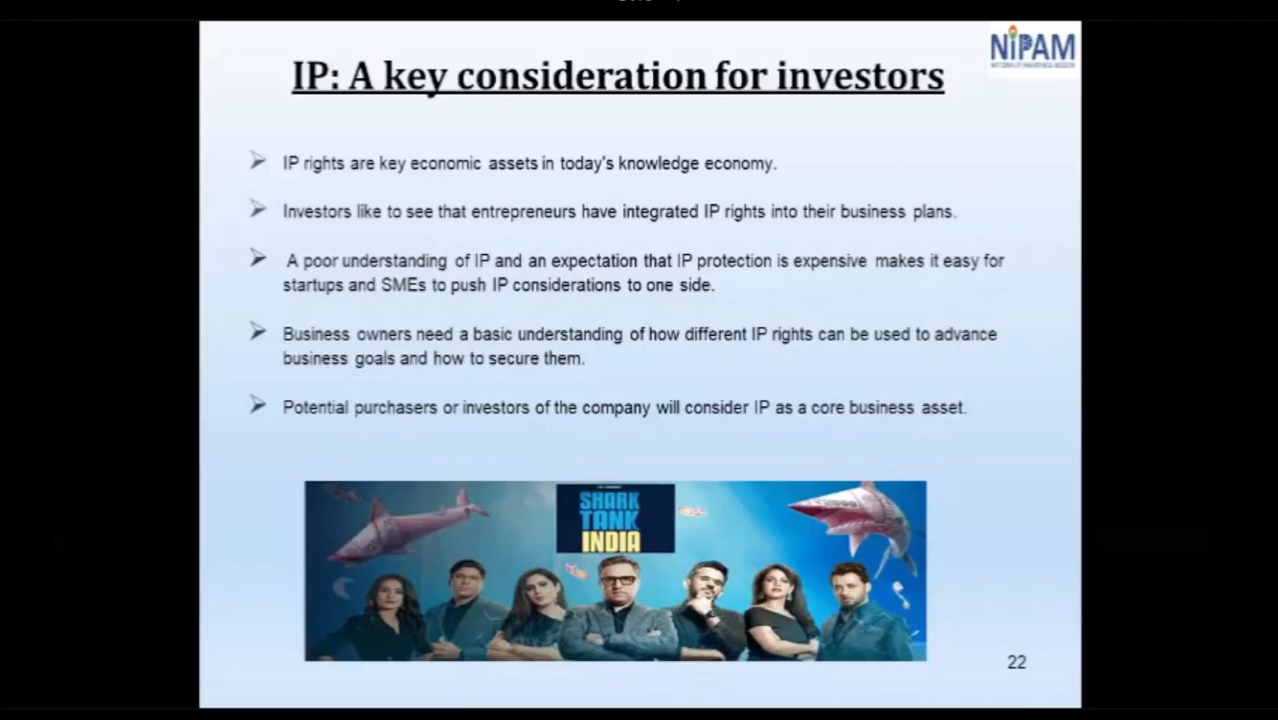 NiPAM
NATIONAL IP AWARENESS MISSION
IP: A key consideration for investors
IP rights are key economic assets in today's knowledge economy.
Investors like to see that entrepreneurs have integrated IP rights into their business plans.
A poor understanding of IP and an expectation that IP protection is expensive makes it easy for
startups and SMEs to push IP considerations to one side.
Business owners need a basic understanding of how different IP rights can be used to advance
business goals and how to secure them.
Potential purchasers or investors of the company will consider IP as a core business asset.
SHARK
TANK
INDIA
2000
22